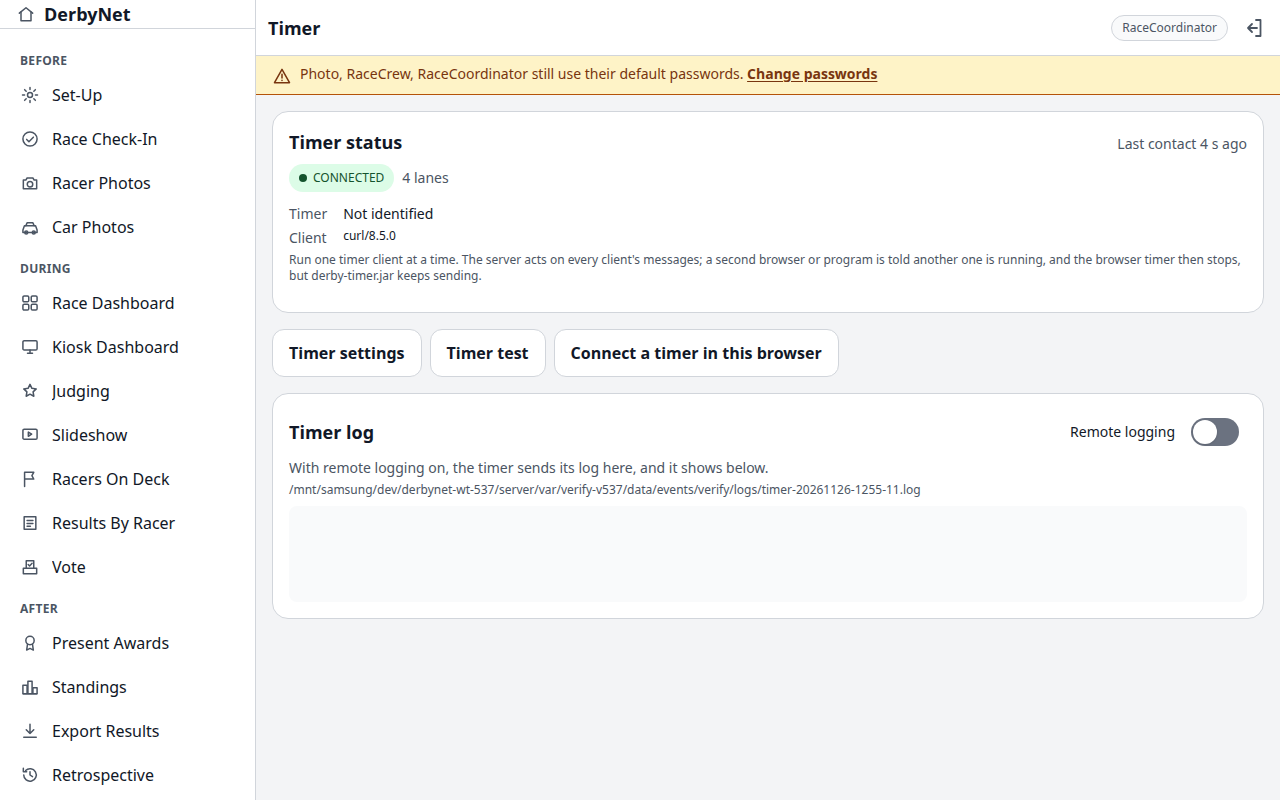 DerbyNet
BEFORE
Set-Up
Race Check-In
Racer Photos
Car Photos
DURING
Race Dashboard
Kiosk Dashboard
Judging
Slideshow
Racers On Deck
Results By Racer
Vote
AFTER
Present Awards
Standings
Export Results
Retrospective
Timer
RaceCoordinator
Photo, RaceCrew, RaceCoordinator still use their default passwords. Change passwords
Timer status
Last contact 4 s ago
CONNECTED 4 lanes
Timer Not identified
Client curl/8.5.0
Run one timer client at a time. The server acts on every client's messages; a second browser or program is told another one is running, and the browser timer then stops,
but derby-timer.jar keeps sending.
Timer settings
Timer test
Connect a timer in this browser
Timer log
Remote logging
With remote logging on, the timer sends its log here, and it shows below.
/mnt/samsung/dev/derbynet-wt-537/server/var/verify-v537/data/events/verify/logs/timer-20261126-1255-11.log